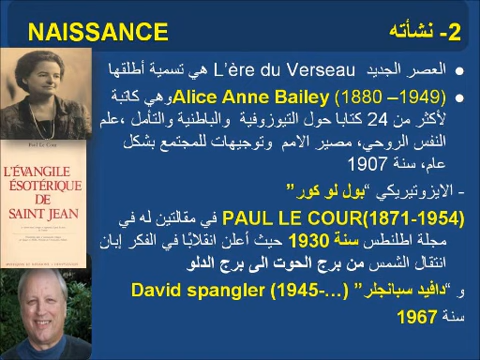 NAISSANCE
2- نشأته
● العصر الجديد L’ère du Verseau هي تسمية أطلقها
● Alice Anne Bailey (1880 –1949) وهي كاتبة
لأكثر من 24 كتابا حول التيوزوفية والباطنية والتأمل ،علم
النفس الروحي، مصير الامم وتوجيهات للمجتمع بشكل
عام، سنة 1907
- الايزوتيريكي “بول لو كور”
PAUL LE COUR(1871-1954) في مقالتين له في
مجلة اطلنطس سنة 1930 حيث أعلن انقلابًا في الفكر إبان
انتقال الشمس من برج الحوت الى برج الدلو
و “دافيد سبانجلر” David spangler (1945-…)
سنة 1967
Paul Le Cour
L'ÉVANGILE
ÉSOTÉRIQUE
DE
SAINT JEAN